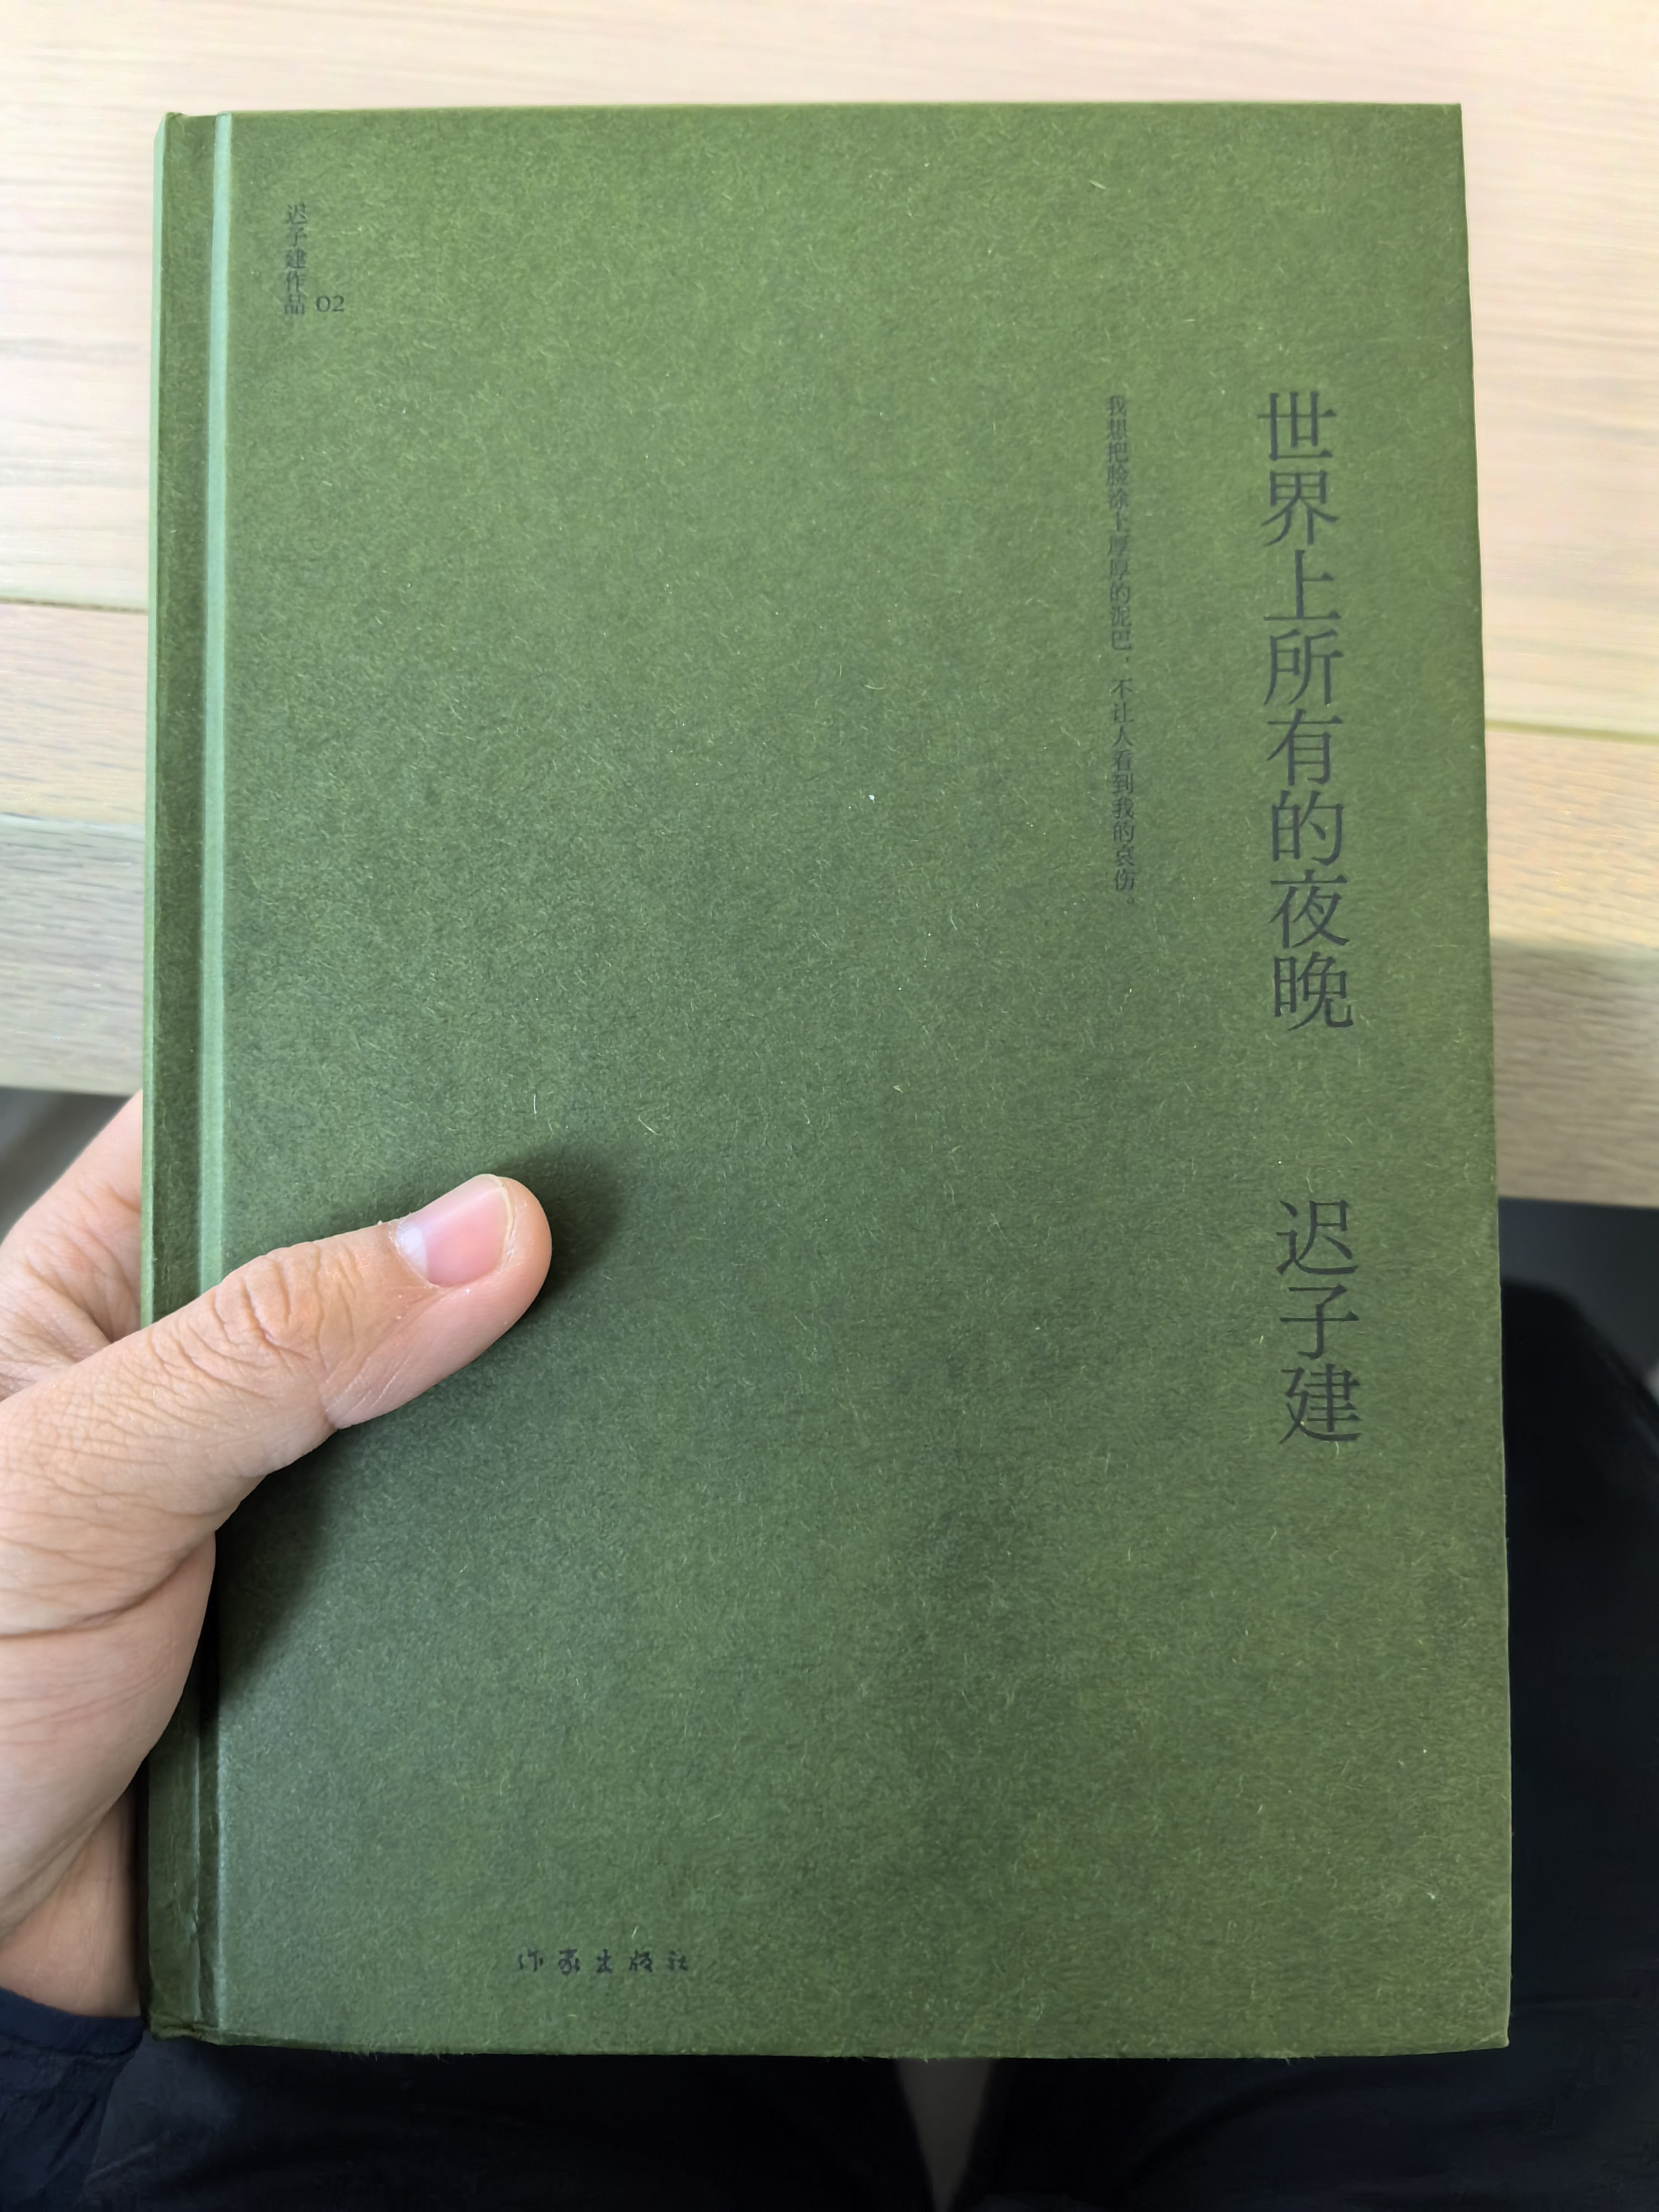 世界上所有的夜晚 迟子建
我想把脸涂上厚厚的泥巴，不让人看到我的哀伤。
迟子建作品 02
作家出版社